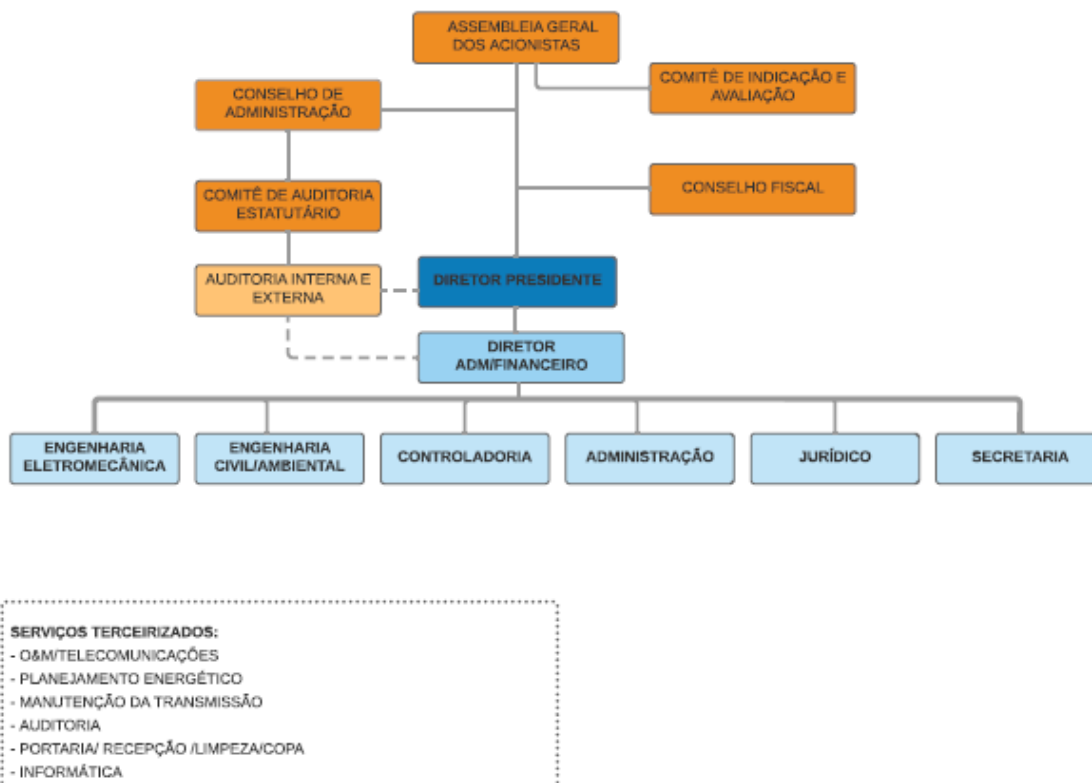 ASSEMBLEIA GERAL
DOS ACIONISTAS
COMITÊ DE INDICAÇÃO E
AVALIAÇÃO
CONSELHO DE
ADMINISTRAÇÃO
CONSELHO FISCAL
COMITÊ DE AUDITORIA
ESTATUTÁRIO
AUDITORIA INTERNA E
EXTERNA
DIRETOR PRESIDENTE
DIRETOR
ADM/FINANCEIRO
ENGENHARIA
ELETROMECÂNICA
ENGENHARIA
CIVIL/AMBIENTAL
CONTROLADORIA
ADMINISTRAÇÃO
JURÍDICO
SECRETARIA
SERVIÇOS TERCEIRIZADOS:
- O&M/TELECOMUNICAÇÕES
- PLANEJAMENTO ENERGÉTICO
- MANUTENÇÃO DA TRANSMISSÃO
- AUDITORIA
- PORTARIA/ RECEPÇÃO /LIMPEZA/COPA
- INFORMÁTICA